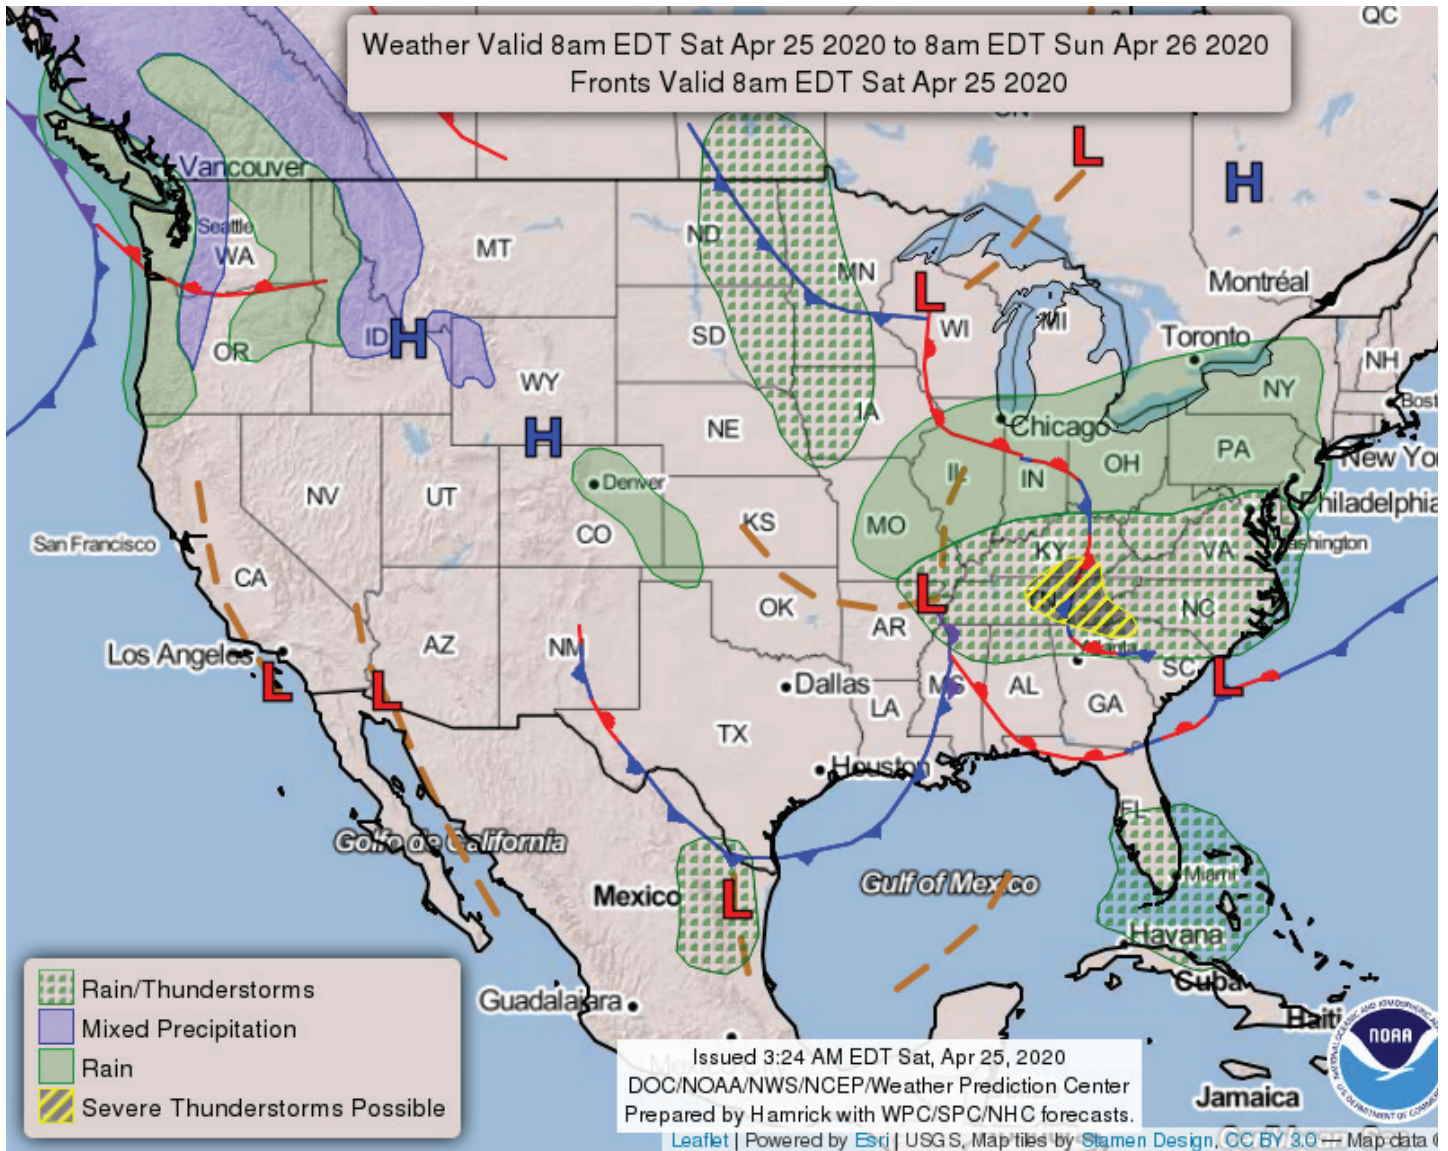 QC
Weather Valid 8am EDT Sat Apr 25 2020 to 8am EDT Sun Apr 26 2020
Fronts Valid 8am EDT Sat Apr 25 2020
L
H
Vancouver
Seattle
WA
MT
ND
MN
L
Montréal
WI
MI
Toronto
NH
OR
ID
H
SD
WY
NY
IA
NE
Chicago
H
NV
UT
Denver
CO
KS
IL
IN
OH
PA
New Yo
Philadelphia
MO
San Francisco
CA
KY
VA
OK
AR
L
NC
Los Angeles
AZ
NM
L
L
Dallas
LA
MS
AL
GA
SC
L
TX
Houston
FL
Golfo de California
Mexico
L
Gulf of Mexico
Miami
Havana
Cuba
Haiti
Guadalajara
Jamaica
Rain/Thunderstorms
Mixed Precipitation
Rain
Severe Thunderstorms Possible
Issued 3:24 AM EDT Sat, Apr 25, 2020
DOC/NOAA/NWS/NCEP/Weather Prediction Center
Prepared by Hamrick with WPC/SPC/NHC forecasts.
NOAA
Leaflet | Powered by Esri | USGS, Map tiles by Stamen Design, CC BY 3.0 — Map data ©